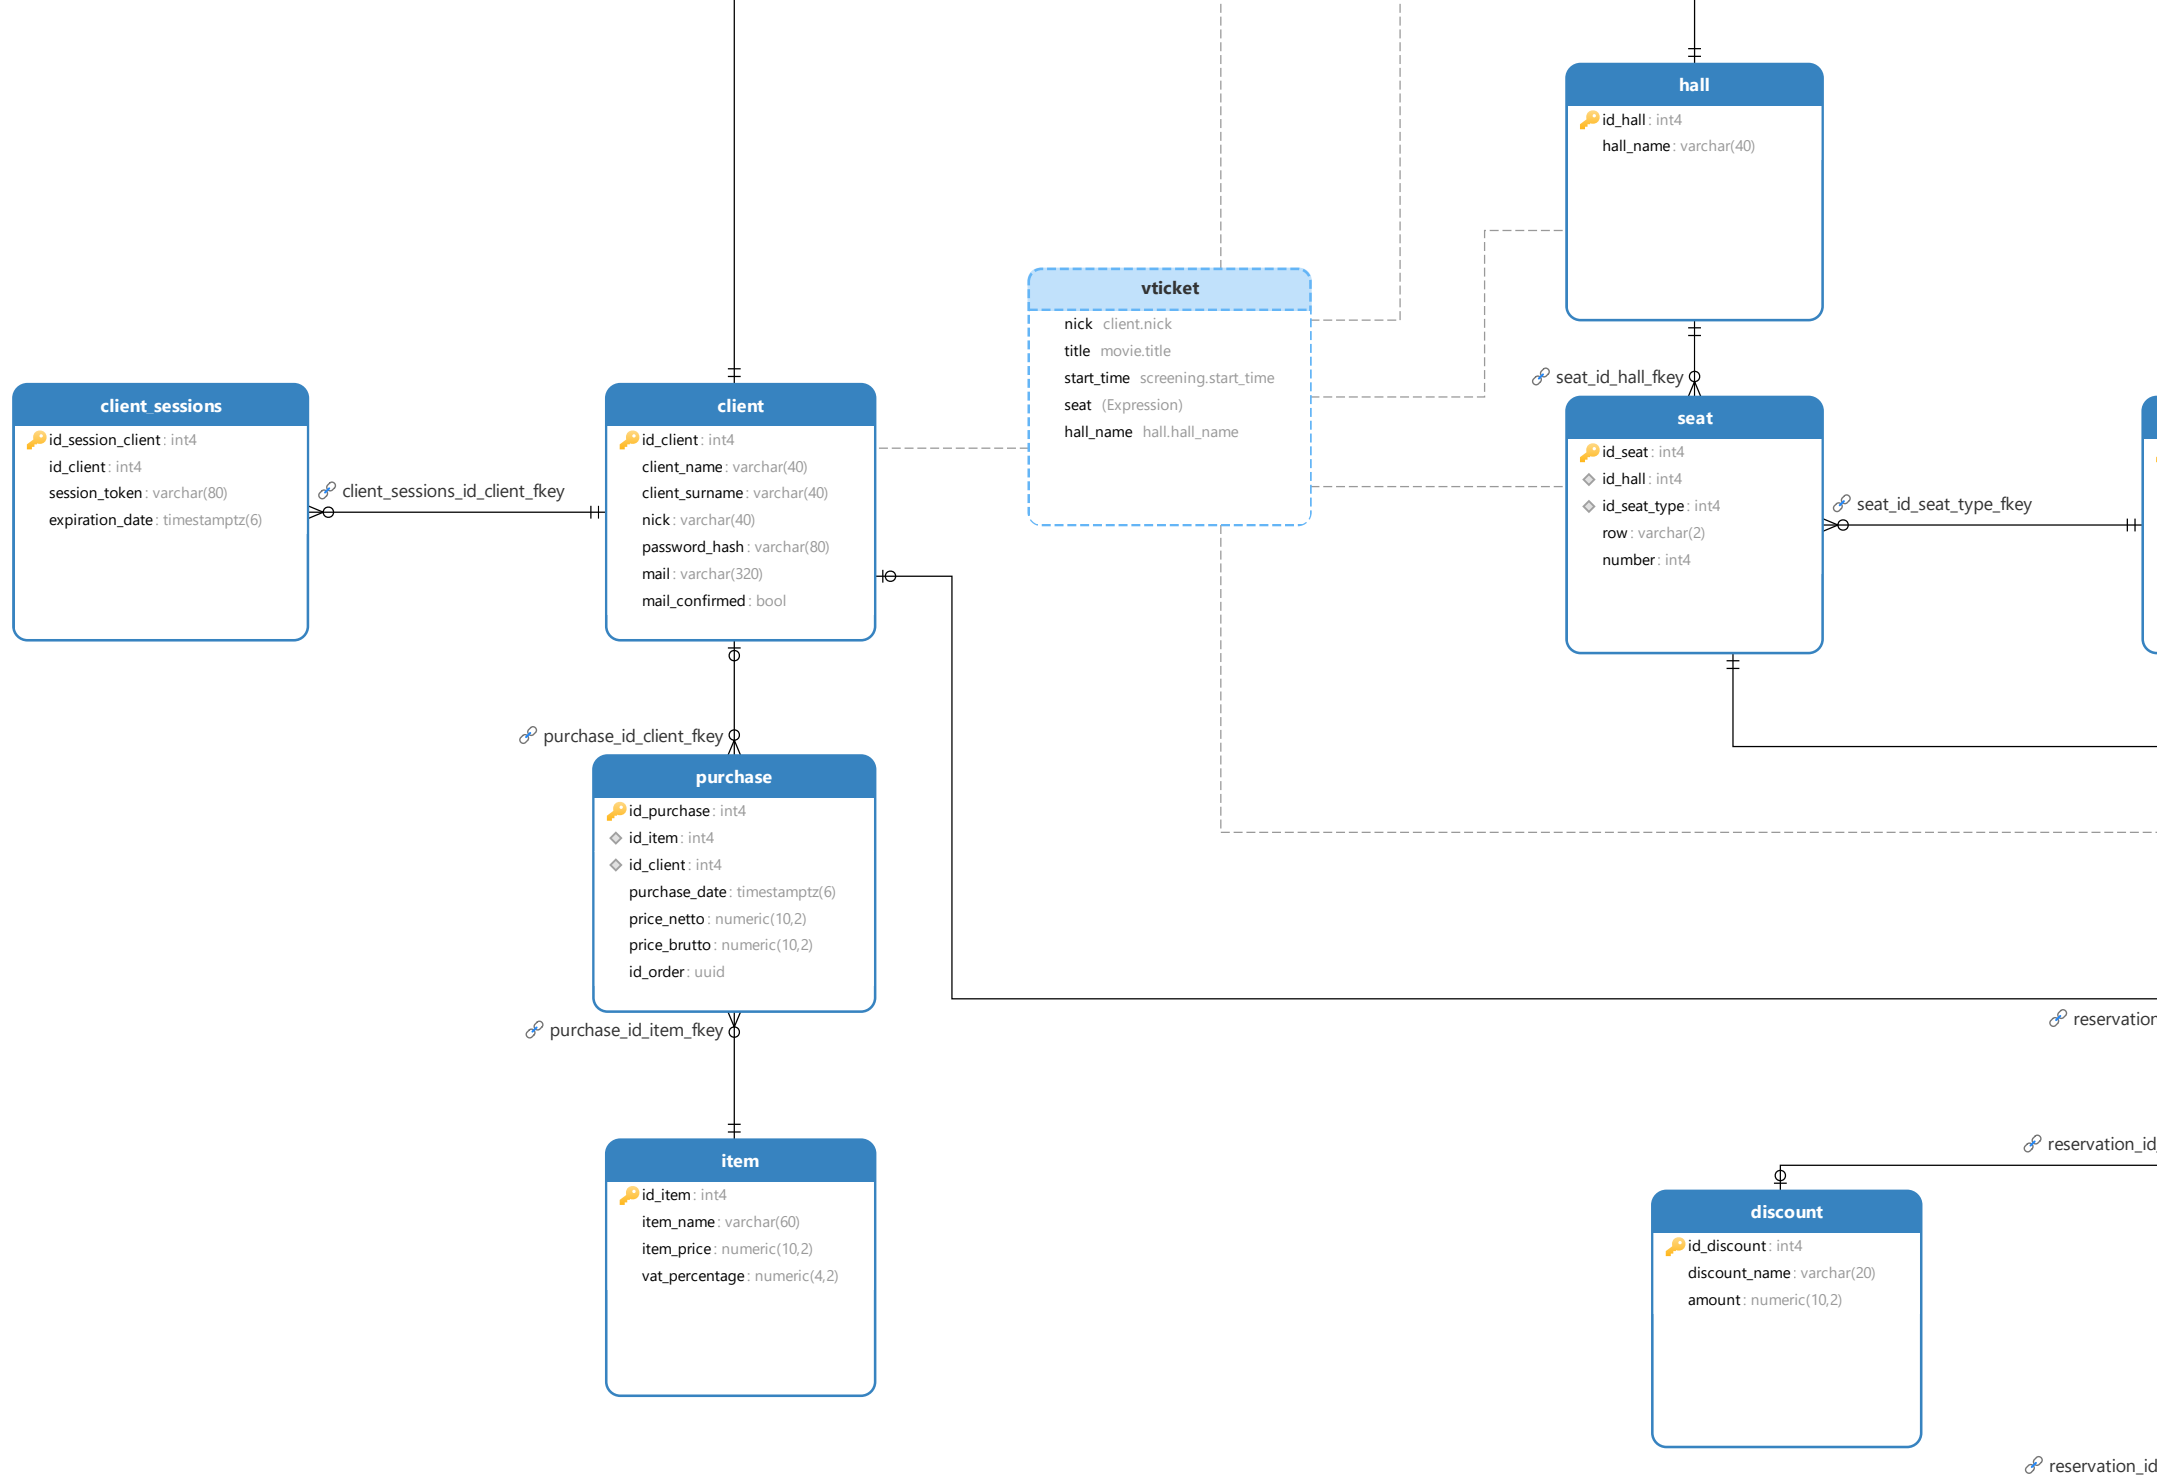 hall
id_hall: int4
hall_name: varchar(40)
vticket
nick client.nick
title movie.title
start_time screening.start_time
seat (Expression)
hall_name hall.hall_name
seat_id_hall_fkey
client_sessions
id_session_client: int4
id_client: int4
session_token: varchar(80)
expiration_date: timestamptz(6)
client_sessions_id_client_fkey
client
id_client: int4
client_name: varchar(40)
client_surname: varchar(40)
nick: varchar(40)
password_hash: varchar(80)
mail: varchar(320)
mail_confirmed: bool
seat
id_seat: int4
id_hall: int4
id_seat_type: int4
row: varchar(2)
number: int4
seat_id_seat_type_fkey
purchase_id_client_fkey
purchase
id_purchase: int4
id_item: int4
id_client: int4
purchase_date: timestamptz(6)
price_netto: numeric(10,2)
price_brutto: numeric(10,2)
id_order: uuid
reservation
purchase_id_item_fkey
item
id_item: int4
item_name: varchar(60)
item_price: numeric(10,2)
vat_percentage: numeric(4,2)
reservation_id_
discount
id_discount: int4
discount_name: varchar(20)
amount: numeric(10,2)
reservation_id